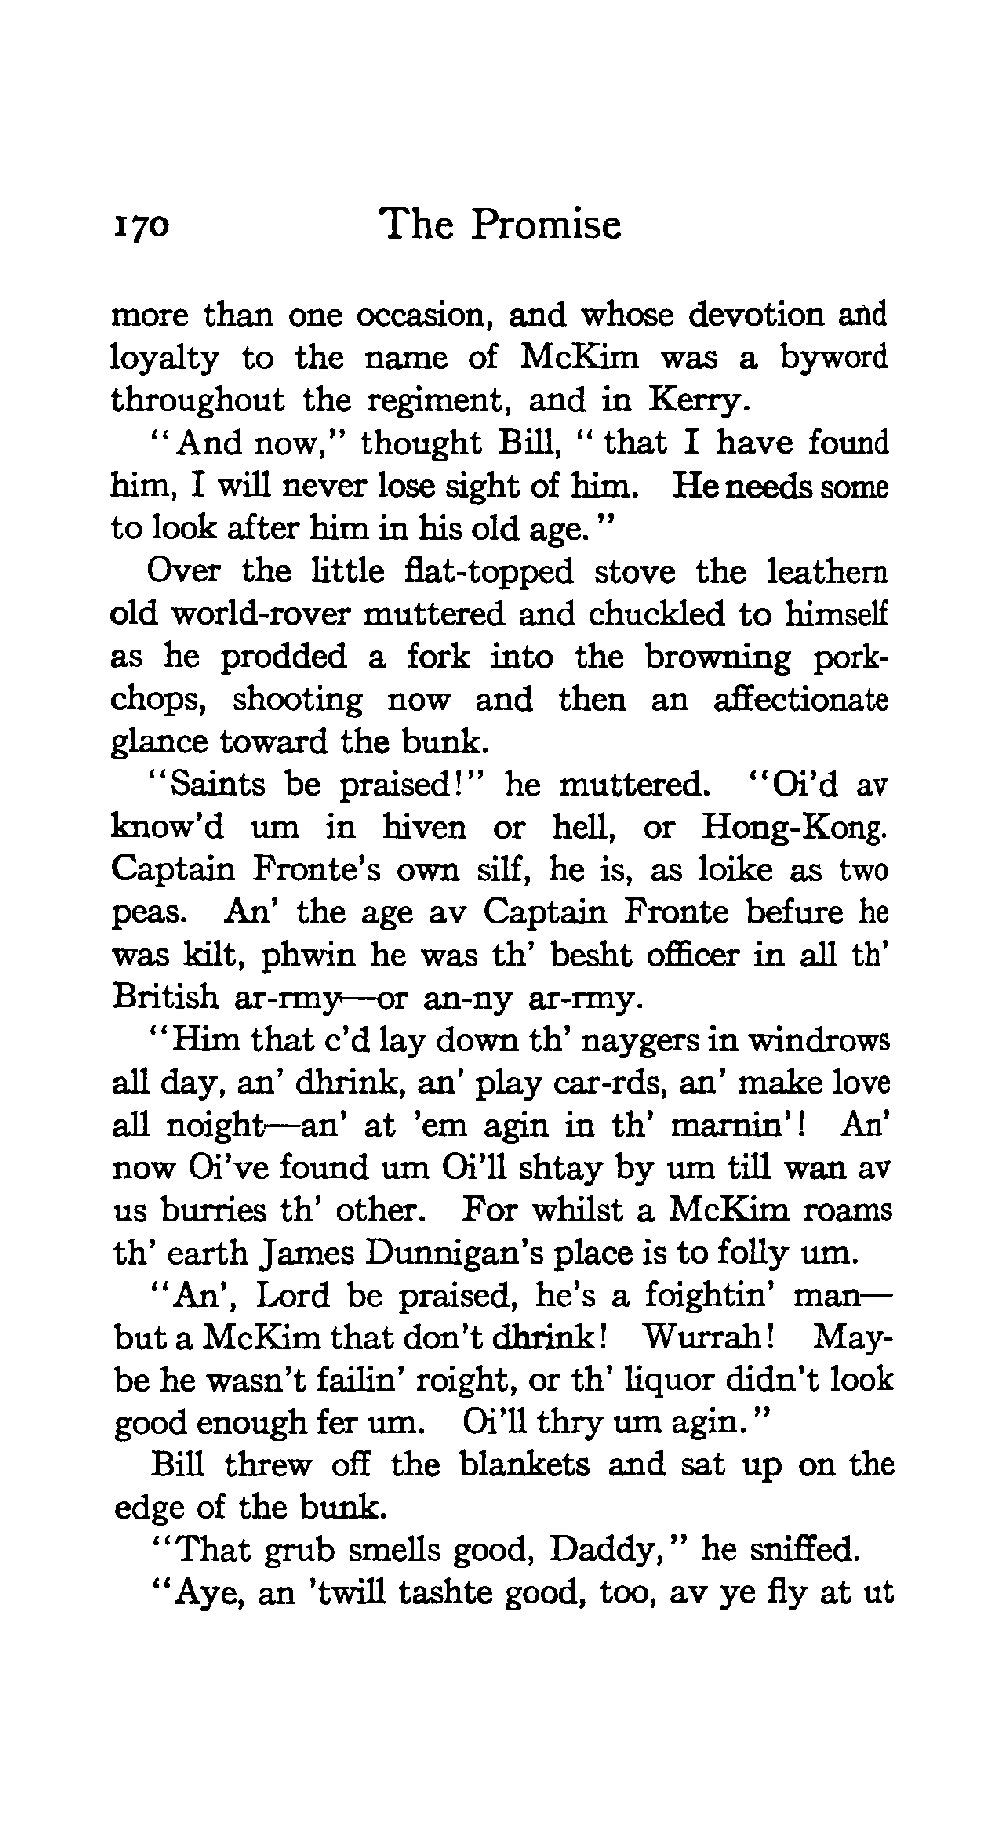 170 The Promise
more than one occasion, and whose devotion and
loyalty to the name of McKim was a byword
throughout the regiment, and in Kerry.
"And now," thought Bill, "that I have found
him, I will never lose sight of him. He needs some
to look after him in his old age."
Over the little flat-topped stove the leathern
old world-rover muttered and chuckled to himself
as he prodded a fork into the browning pork-
chops, shooting now and then an affectionate
glance toward the bunk.
"Saints be praised!" he muttered. "Oi'd av
know'd um in hiven or hell, or Hong-Kong.
Captain Fronte's own silf, he is, as loike as two
peas. An' the age av Captain Fronte befure he
was kilt, phwin he was th' besht officer in all th'
British ar-rmy—or an-ny ar-rmy.
"Him that c'd lay down th' naygers in windrows
all day, an' dhrink, an' play car-rds, an' make love
all noight—an' at 'em agin in th' marnin'! An'
now Oi've found um Oi'll shtay by um till wan av
us burries th' other. For whilst a McKim roams
th' earth James Dunnigan's place is to folly um.
"An', Lord be praised, he's a foightin' man—
but a McKim that don't dhrink! Wurrah! May-
be he wasn't failin' roight, or th' liquor didn't look
good enough fer um. Oi'll thry um agin."
Bill threw off the blankets and sat up on the
edge of the bunk.
"That grub smells good, Daddy," he sniffed.
"Aye, an 'twill tashte good, too, av ye fly at ut